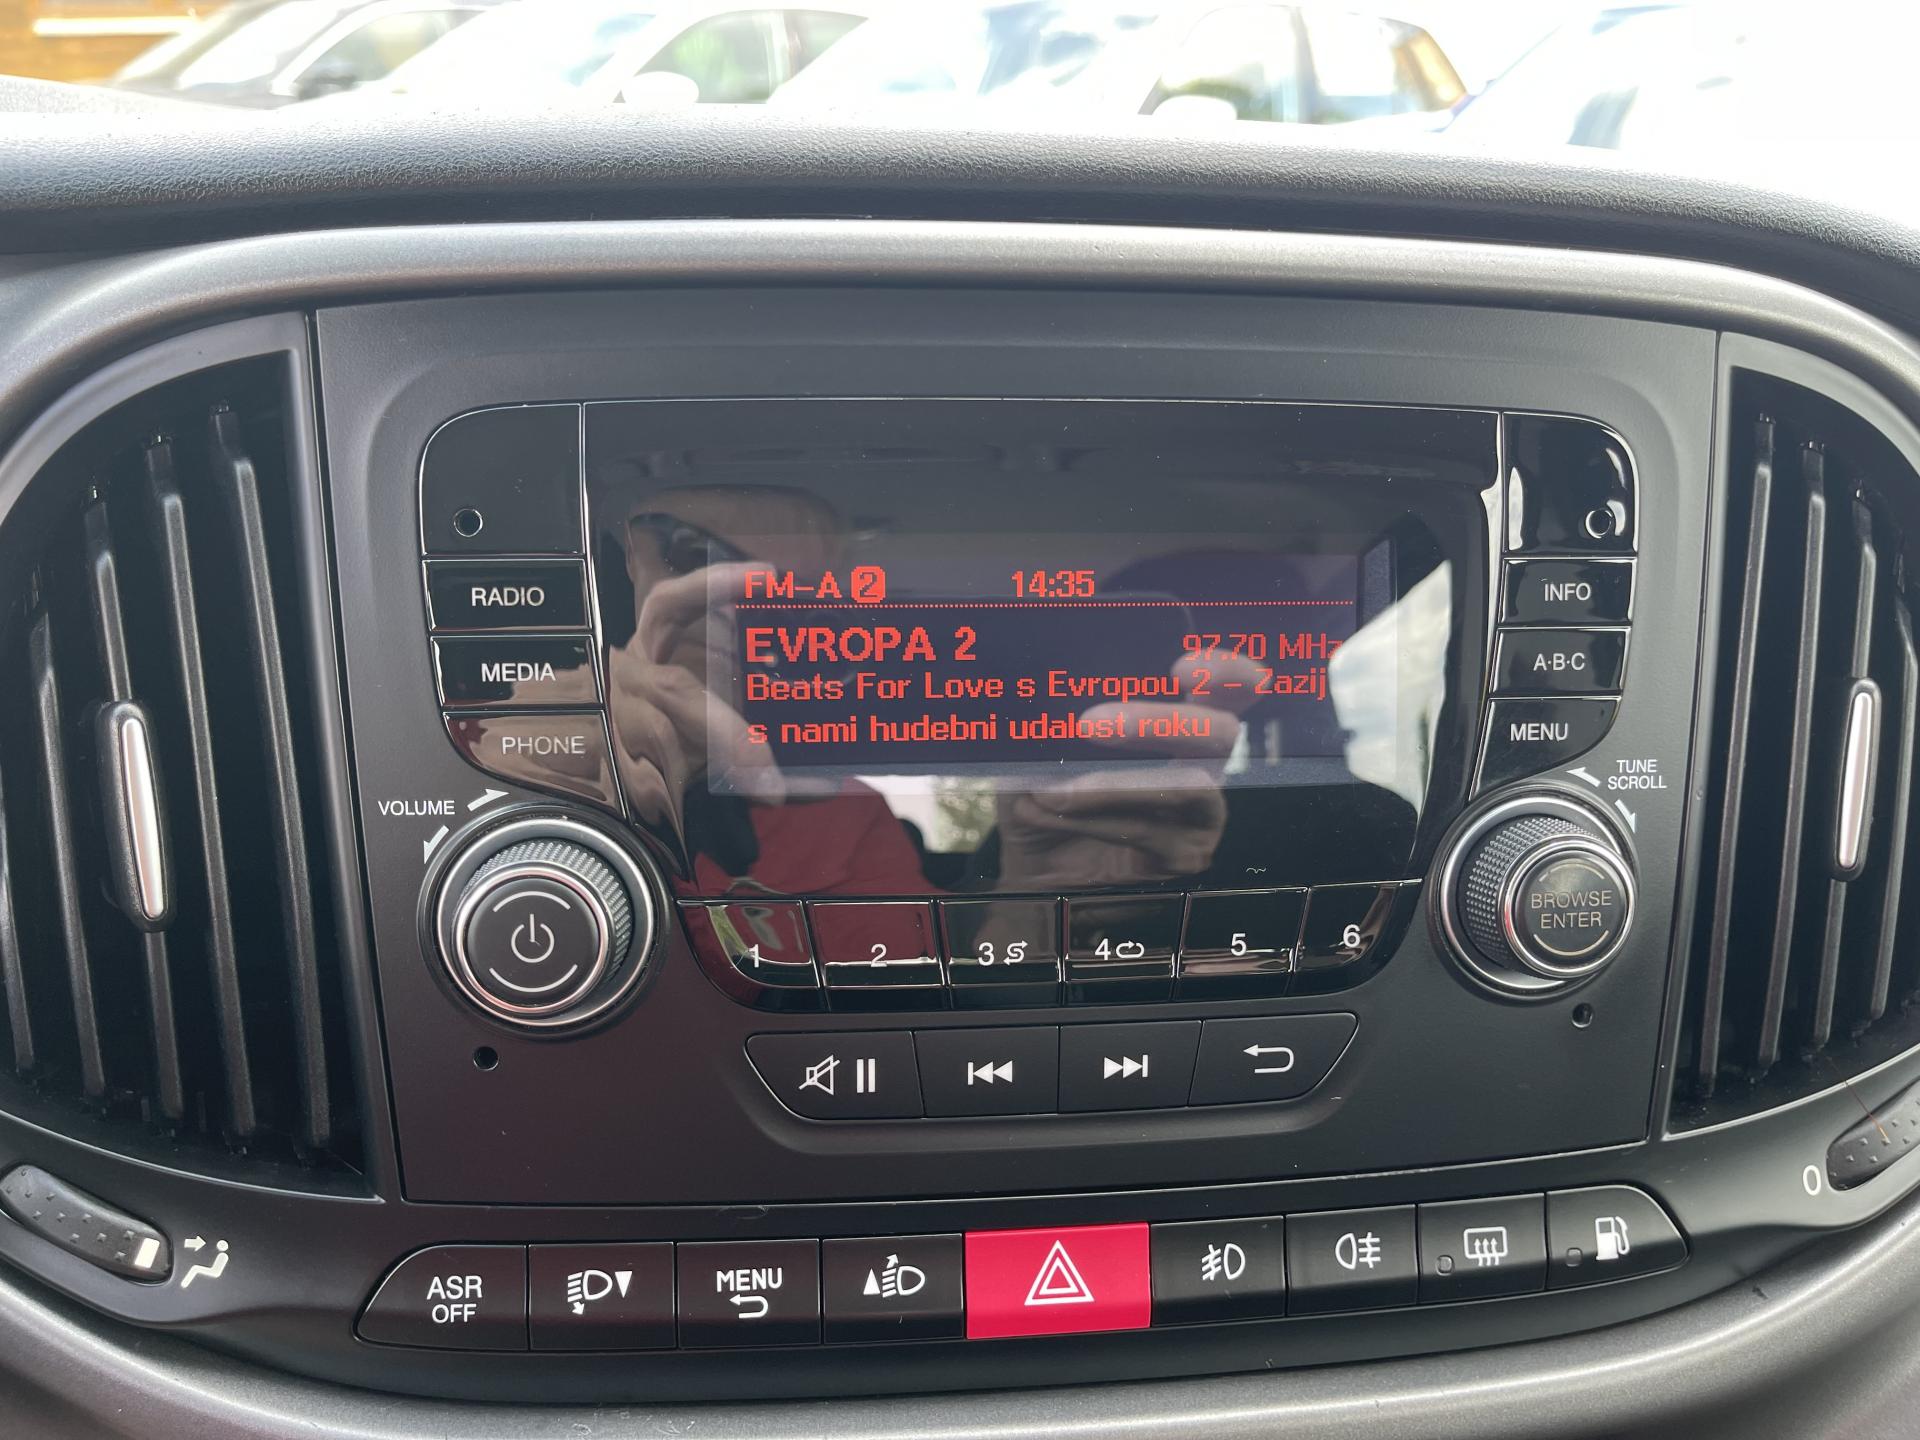 FM-A 2 14:35
EVROPA 2 97.70 MHz
Beats For Love s Evropou 2 - Zazij
s nami hudebni udalost roku
RADIO
MEDIA
PHONE
VOLUME
INFO
A·B·C
MENU
TUNE
SCROLL
BROWSE
ENTER
1 2 3 4 5 6
0
ASR
OFF
MENU